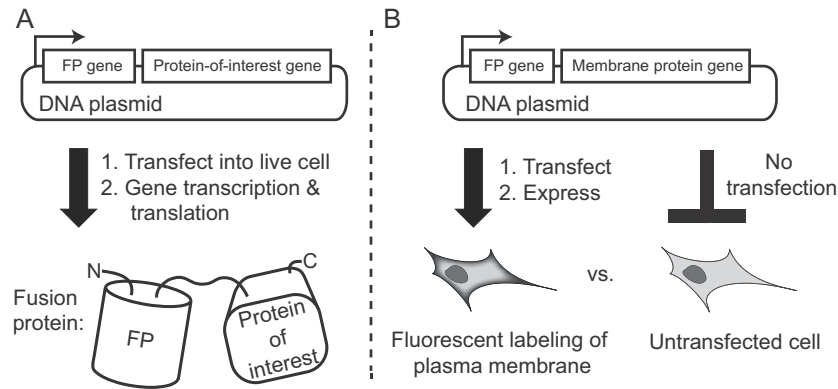 A
FP gene
Protein-of-interest gene
DNA plasmid
1. Transfect into live cell
2. Gene transcription &
translation
N
C
Fusion
protein:
FP
Protein
of
interest
B
FP gene
Membrane protein gene
DNA plasmid
1. Transfect
2. Express
No
transfection
vs.
Fluorescent labeling of
plasma membrane
Untransfected cell